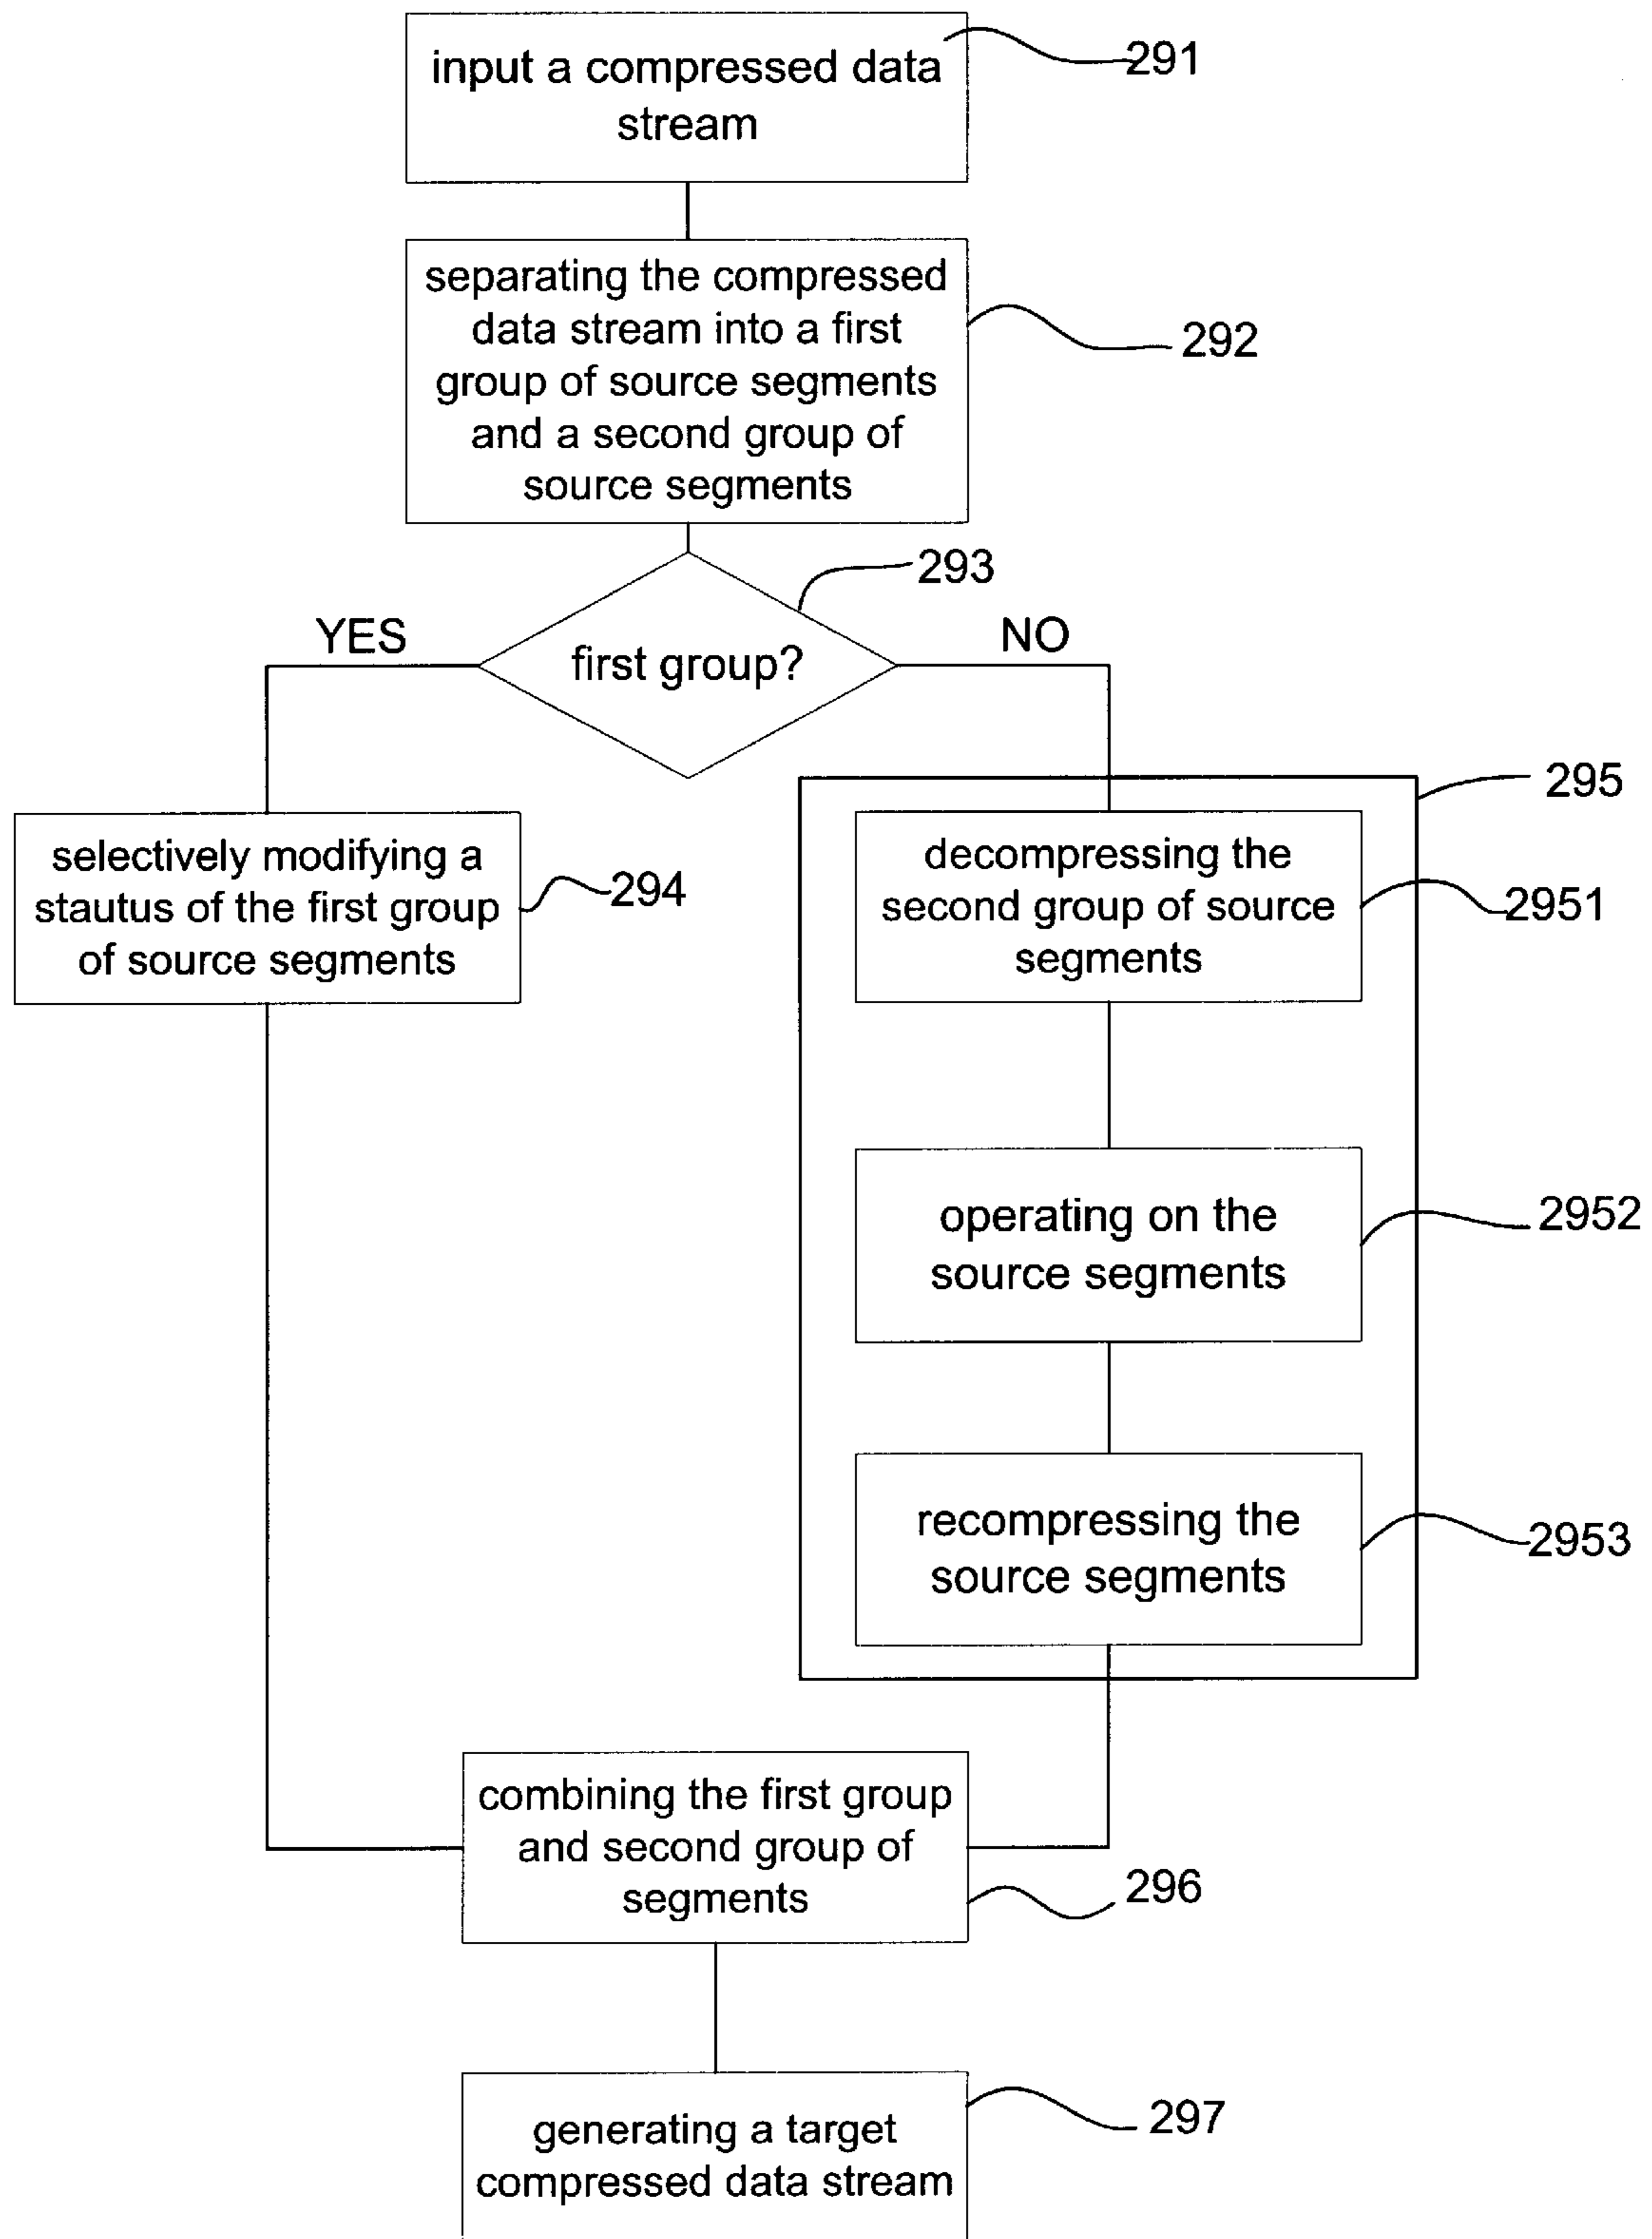 input a compressed data
stream
291
separating the compressed
data stream into a first
group of source segments
and a second group of
source segments
292
293
YES
first group?
NO
295
selectively modifying a
stautus of the first group
of source segments
294
decompressing the
second group of source
segments
2951
operating on the
source segments
2952
recompressing the
source segments
2953
combining the first group
and second group of
segments
296
generating a target
compressed data stream
297